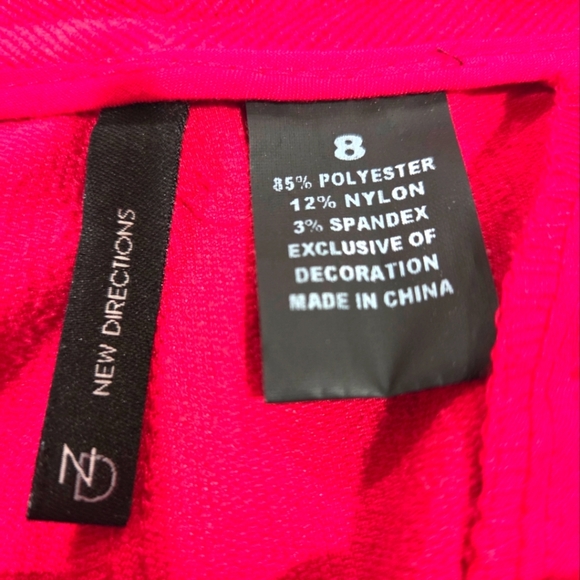 NEW DIRECTIONS
ND
8
85% POLYESTER
12% NYLON
3% SPANDEX
EXCLUSIVE OF
DECORATION
MADE IN CHINA